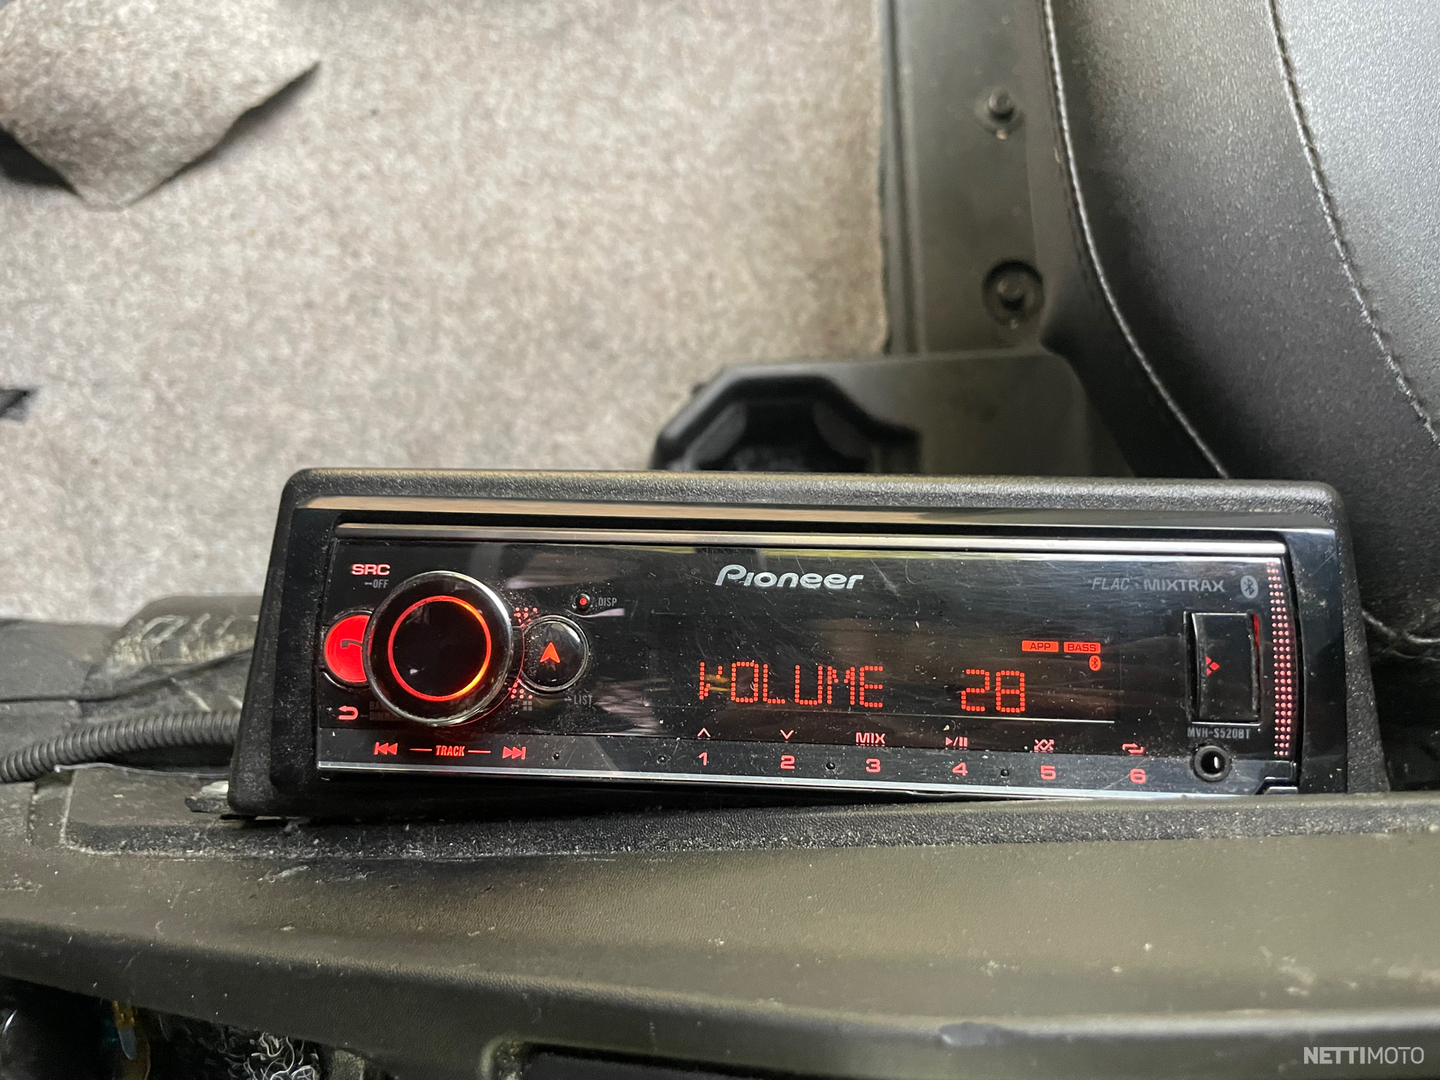 SRC
OFF
Pioneer
FLAC MIXTRAX
DISP
APP BASS
VOLUME 28
LIST
MVH-S520BT
TRACK
MIX
1 2 3 4 5 6
NETTIMOTO